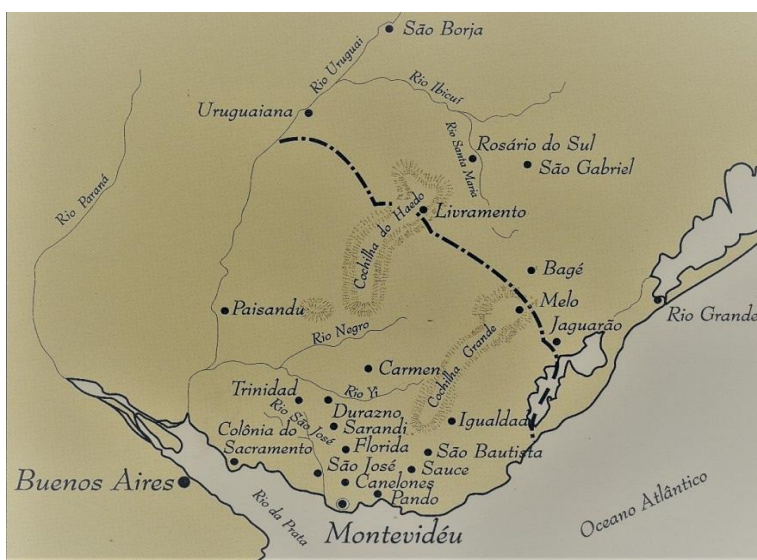 São Borja
Rio Uruguai
Rio Ibicuí
Uruguaiana
Rio Santa Maria
Rosário do Sul
São Gabriel
Rio Paraná
Livramento
Cochilha do Haedo
Bagé
Melo
Rio Grande
Paisandu
Jaguarão
Rio Negro
Cochilha Grande
Carmen
Trinidad
Rio Yi
Durazno
Rio São José
Sarandi
Igualdad
Colônia do
Sacramento
Florida
São Bautista
São José
Sauce
Buenos Aires
Canelones
Pando
Rio da Prata
Montevidéu
Oceano Atlântico